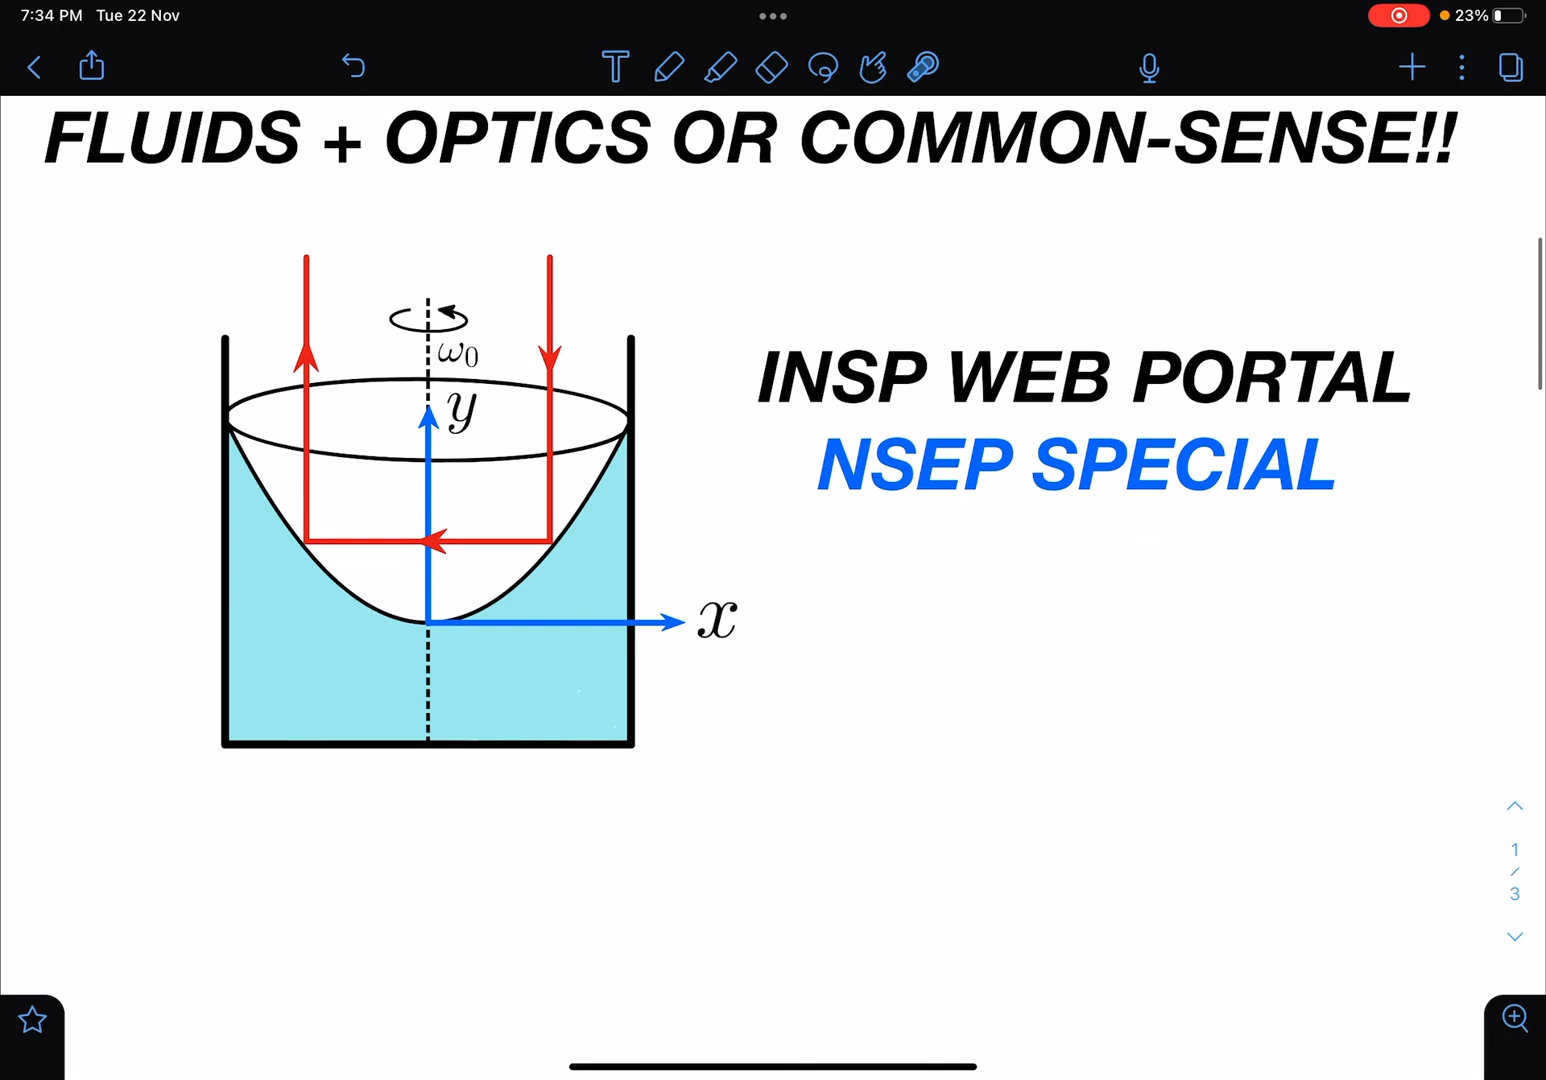 7:34 PM Tue 22 Nov
23%
FLUIDS + OPTICS OR COMMON-SENSE!!
ω₀
y
INSP WEB PORTAL
NSEP SPECIAL
x
1
/
3